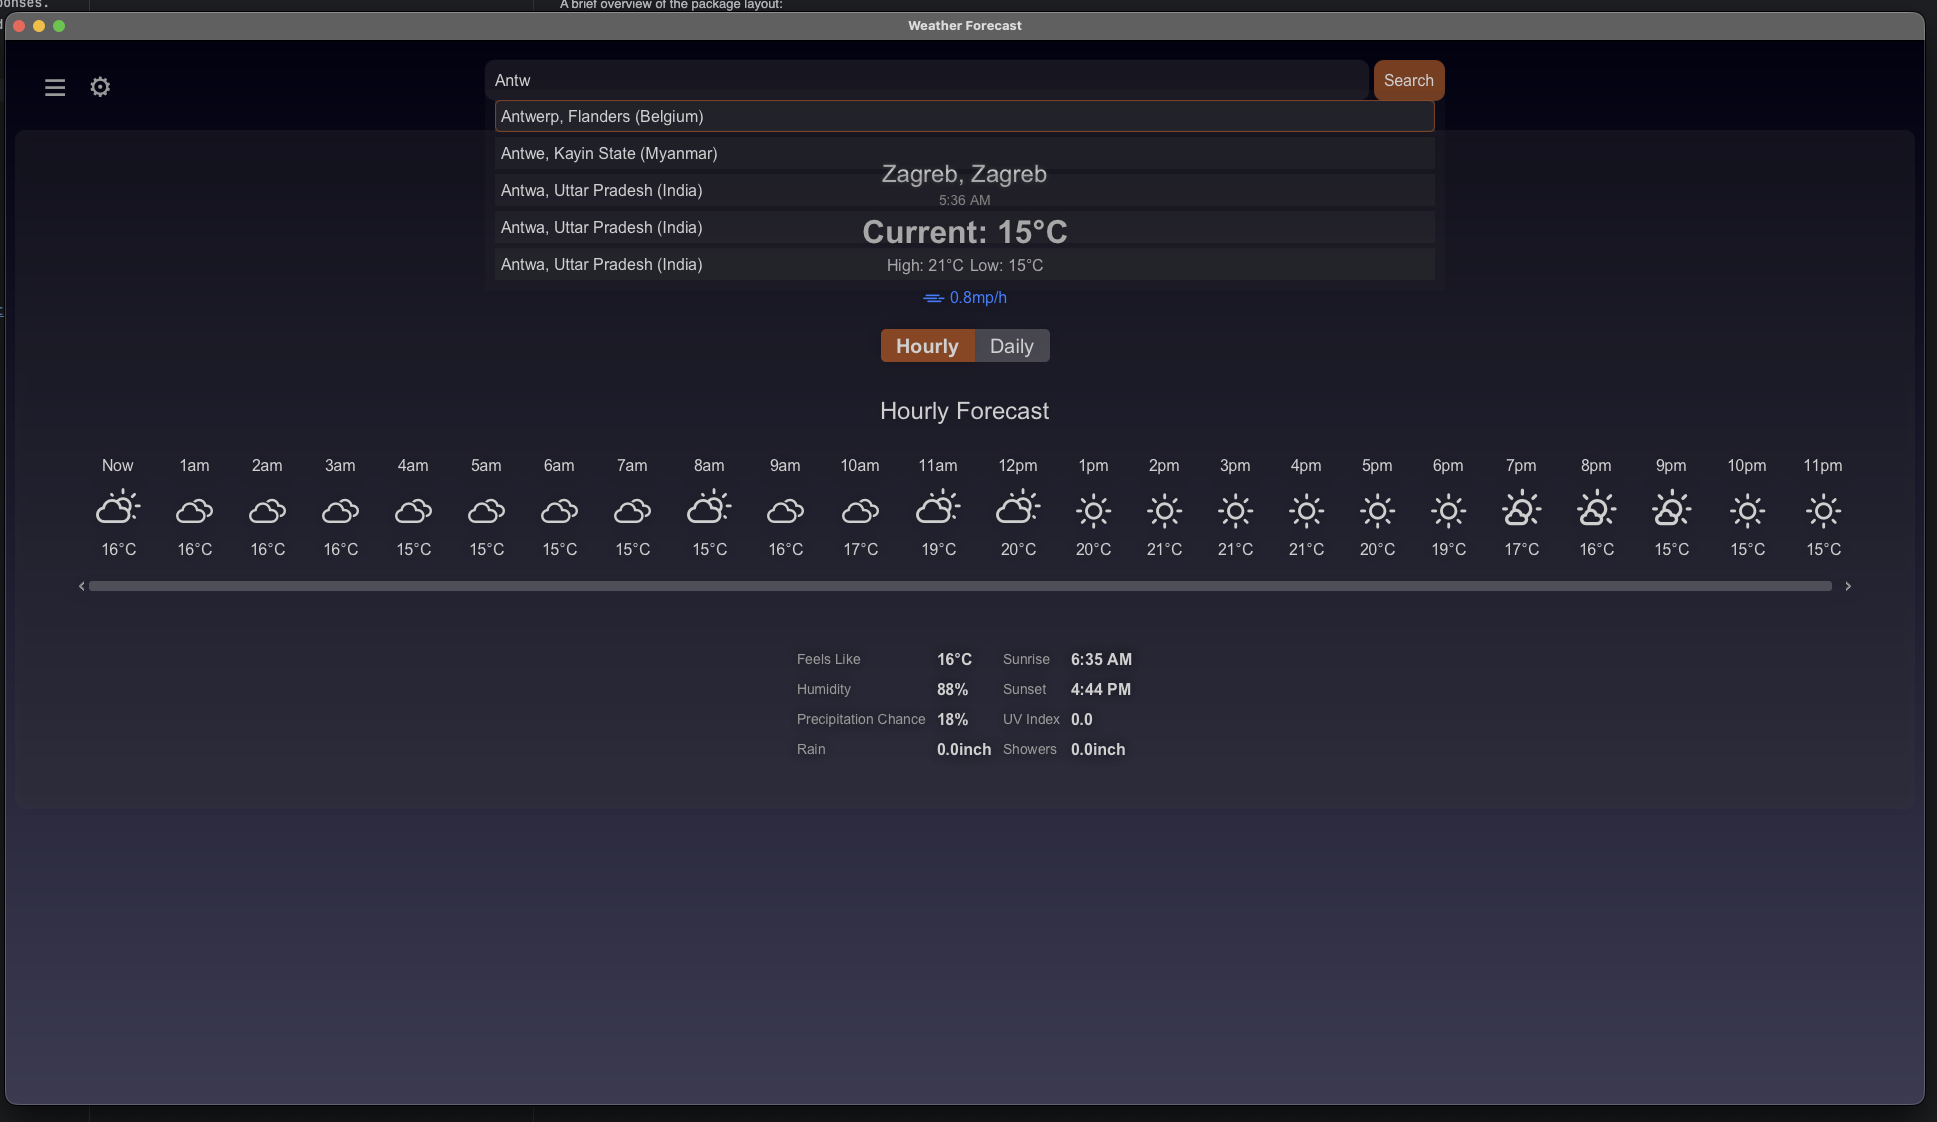 onses.
A brief overview of the package layout:
Weather Forecast
Antw
Search
Antwerp, Flanders (Belgium)
Antwe, Kayin State (Myanmar)
Antwa, Uttar Pradesh (India)
Antwa, Uttar Pradesh (India)
Antwa, Uttar Pradesh (India)
Zagreb, Zagreb
5:36 AM
Current: 15°C
High: 21°C Low: 15°C
0.8mp/h
Hourly Daily
Hourly Forecast
Now 1am 2am 3am 4am 5am 6am 7am 8am 9am 10am 11am 12pm 1pm 2pm 3pm 4pm 5pm 6pm 7pm 8pm 9pm 10pm 11pm
16°C 16°C 16°C 16°C 15°C 15°C 15°C 15°C 15°C 16°C 17°C 19°C 20°C 20°C 21°C 21°C 21°C 20°C 19°C 17°C 16°C 15°C 15°C 15°C
Feels Like 16°C Sunrise 6:35 AM
Humidity 88% Sunset 4:44 PM
Precipitation Chance 18% UV Index 0.0
Rain 0.0inch Showers 0.0inch